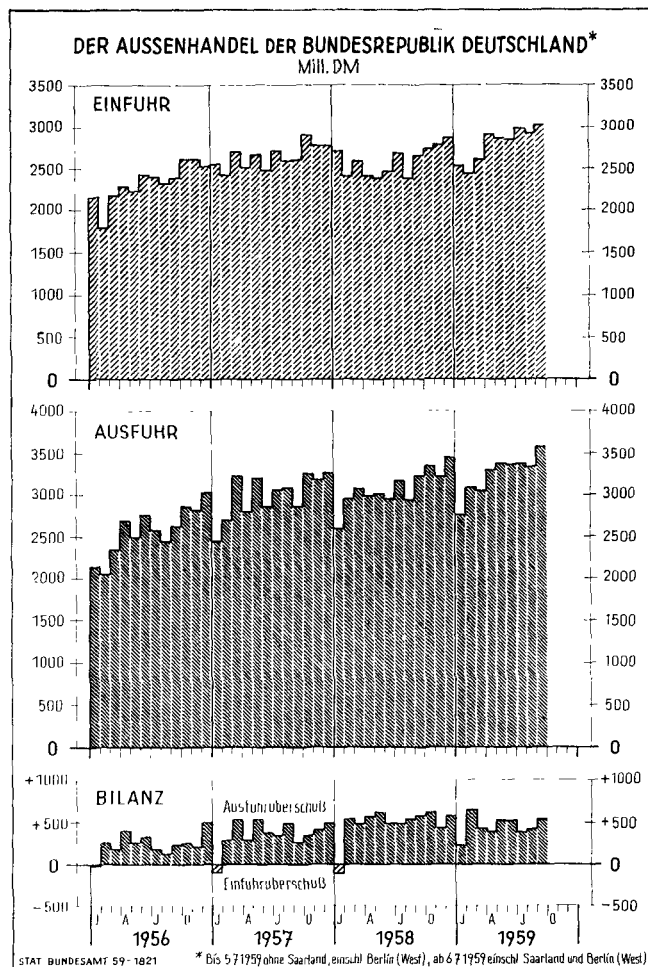 DER AUSSENHANDEL DER BUNDESREPUBLIK DEUTSCHLAND*
Mill. DM
3500 3500
EINFUHR
3000 3000
2500 2500
2000 2000
1500 1500
1000 1000
500 500
0 0
4000 4000
AUSFUHR
3500 3500
3000 3000
2500 2500
2000 2000
1500 1500
1000 1000
500 500
0 0
+1000 +1000
BILANZ
Ausfuhrüberschuß
+500 +500
0 0
Einfuhrüberschuß
-500 -500
J A J O J A J O J A J O J A J O
1956 1957 1958 1959
STAT BUNDESAMT 59-1821 * Bis 5 7 1959 ohne Saarland, einschl Berlin (West), ab 6 7 1959 einschl Saarland und Berlin (West)